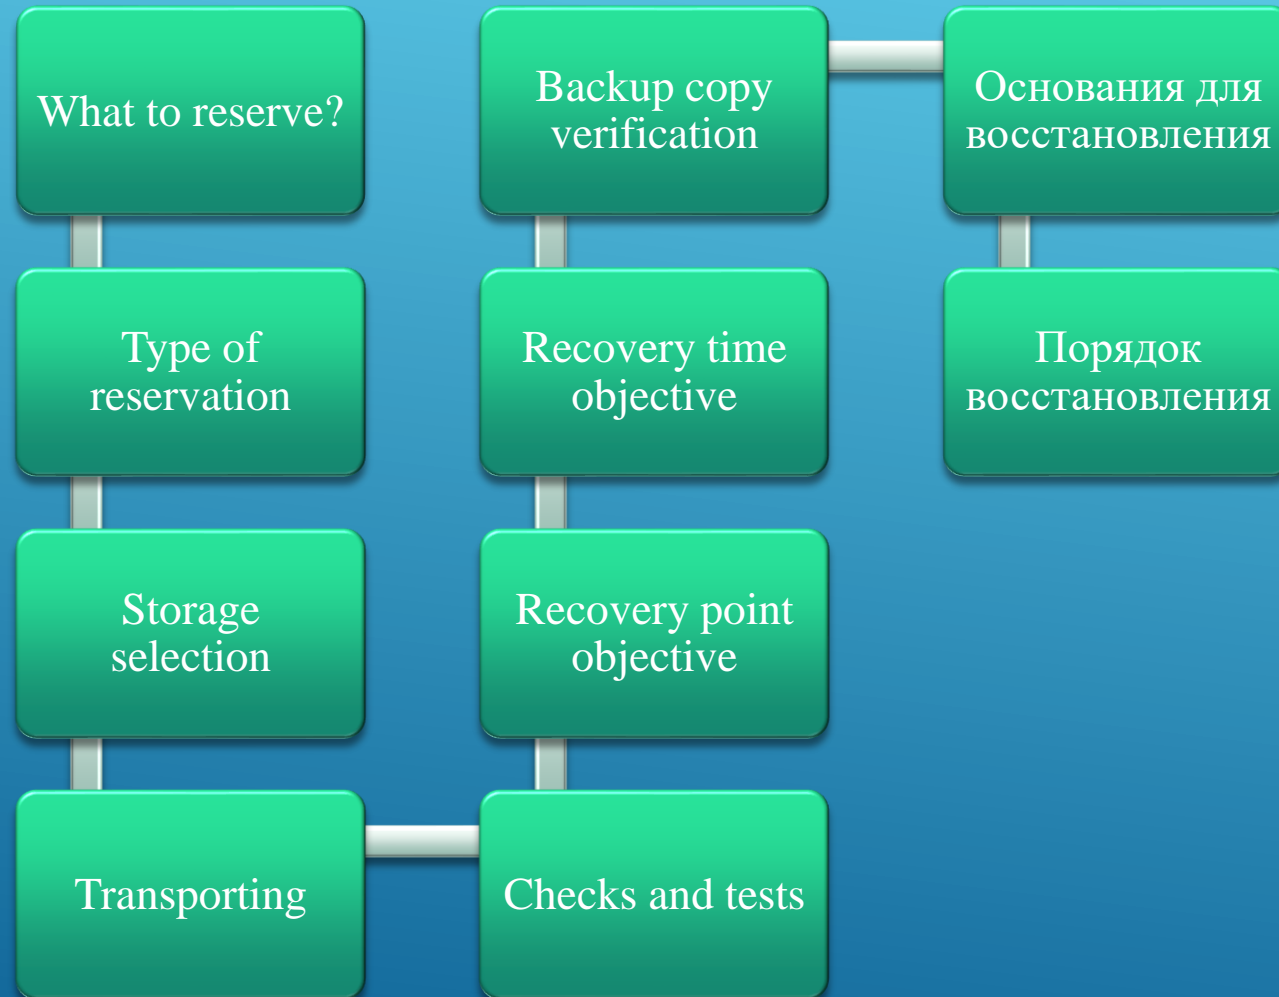 What to reserve?
Type of
reservation
Storage
selection
Transporting
Checks and tests
Recovery point
objective
Recovery time
objective
Backup copy
verification
Основания для
восстановления
Порядок
восстановления